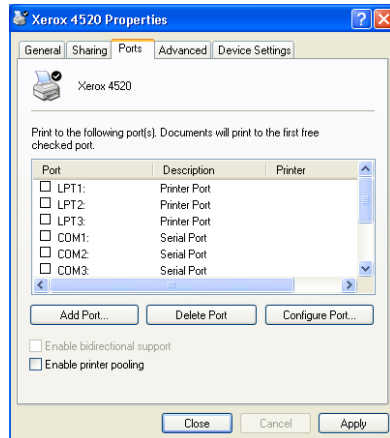 Xerox 4520 Properties
General Sharing Ports Advanced Device Settings
Xerox 4520
Print to the following port(s). Documents will print to the first free
checked port.
Port Description Printer
LPT1: Printer Port
LPT2: Printer Port
LPT3: Printer Port
COM1: Serial Port
COM2: Serial Port
COM3: Serial Port
Add Port... Delete Port Configure Port...
Enable bidirectional support
Enable printer pooling
Close Cancel Apply